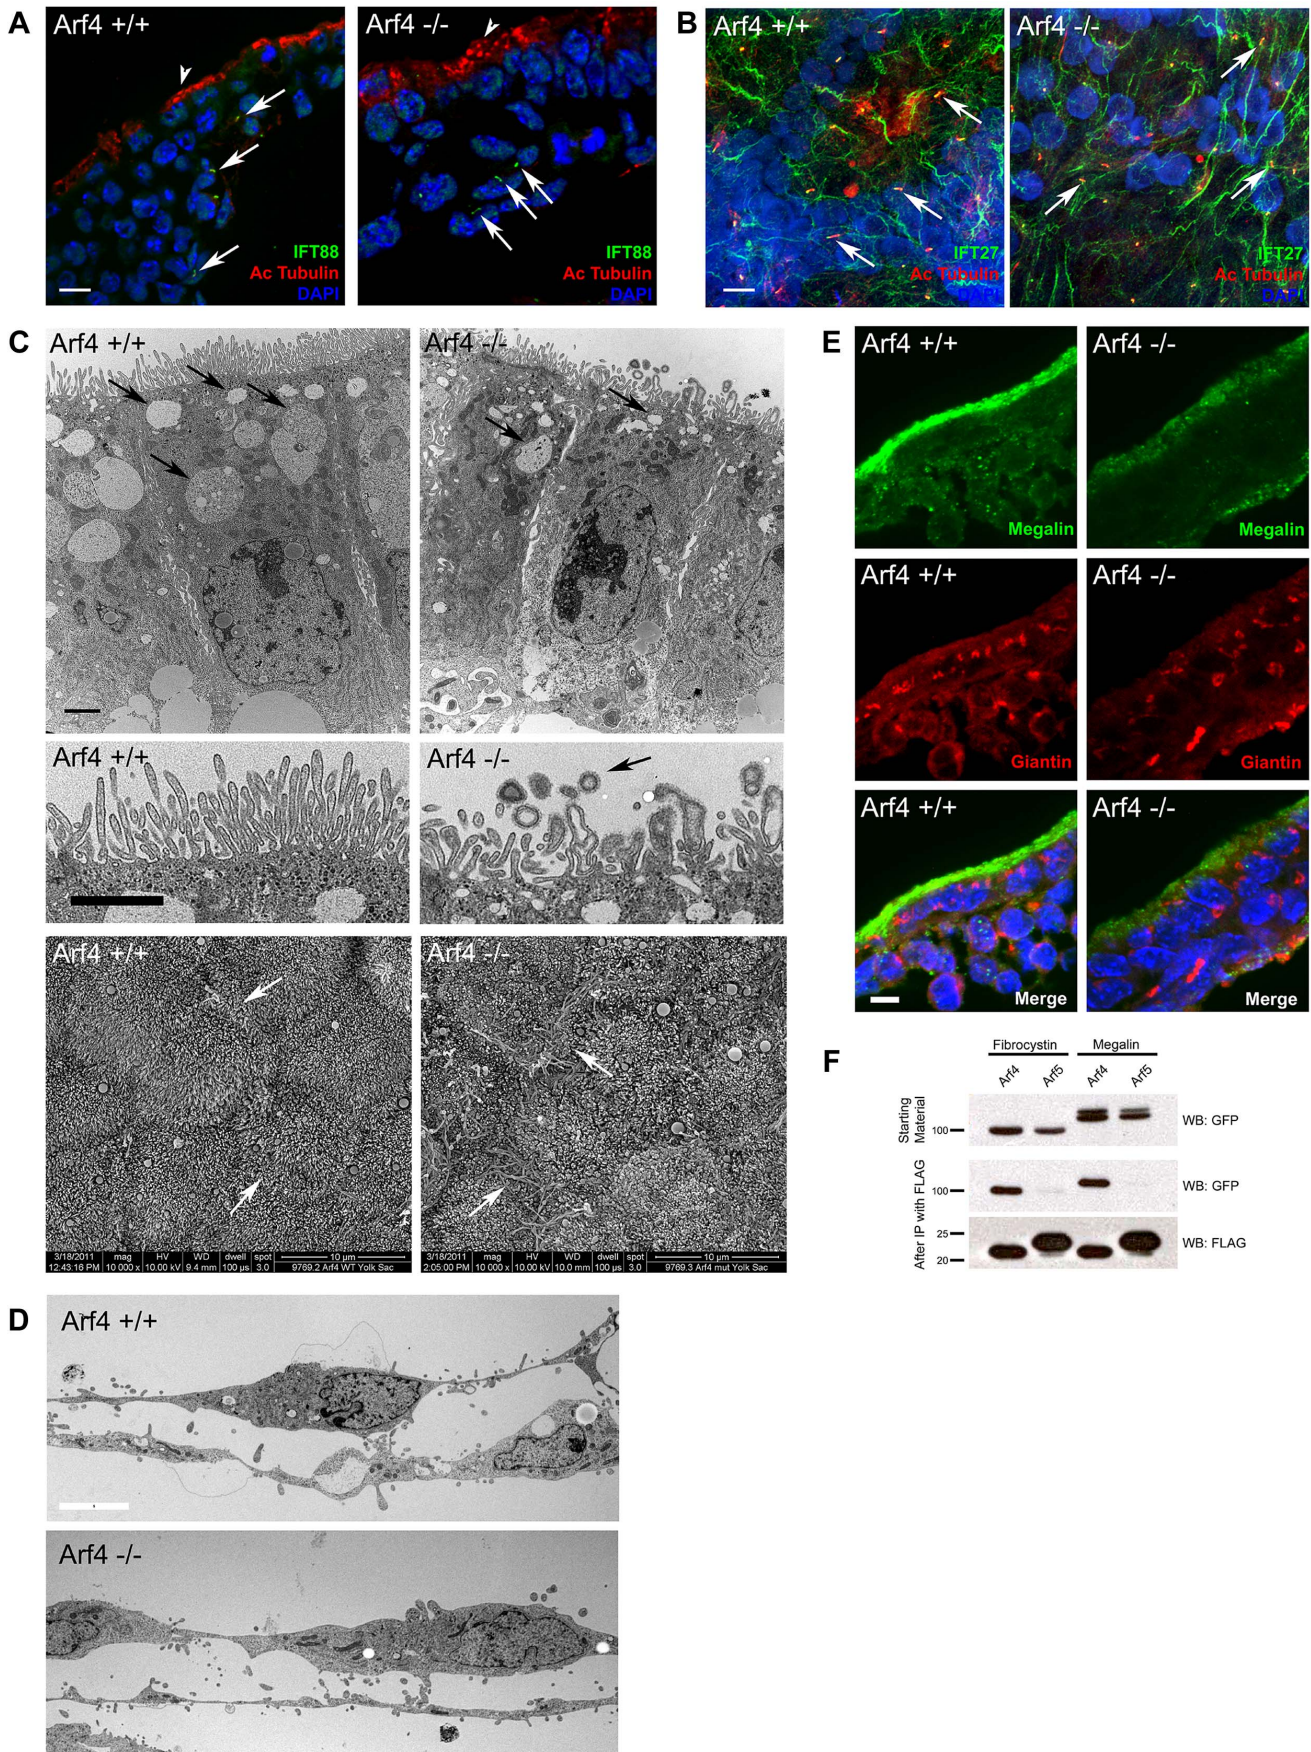 A
Arf4 +/+
Arf4 -/-
IFT88
Ac Tubulin
DAPI
IFT88
Ac Tubulin
DAPI
B
Arf4 +/+
Arf4 -/-
IFT27
Ac Tubulin
DAPI
IFT27
Ac Tubulin
DAPI
C
Arf4 +/+
Arf4 -/-
Arf4 +/+
Arf4 -/-
Arf4 +/+
Arf4 -/-
3/18/2011 mag HV WD dwell spot 10 µm
12:43:16 PM 10 000 x 10.00 kV 9.4 mm 100 µs 3.0 9769.2 Arf4 WT Yolk Sac
3/18/2011 mag HV WD dwell spot 10 µm
2:05:00 PM 10 000 x 10.00 kV 10.0 mm 100 µs 3.0 9769.3 Arf4 mut Yolk Sac
D
Arf4 +/+
Arf4 -/-
E
Arf4 +/+
Arf4 -/-
Megalin
Megalin
Arf4 +/+
Arf4 -/-
Giantin
Giantin
Arf4 +/+
Arf4 -/-
Merge
Merge
F
Fibrocystin Megalin
Arf4 Arf5 Arf4 Arf5
Starting
Material
100
WB: GFP
After IP with FLAG
100
WB: GFP
25
20
WB: FLAG